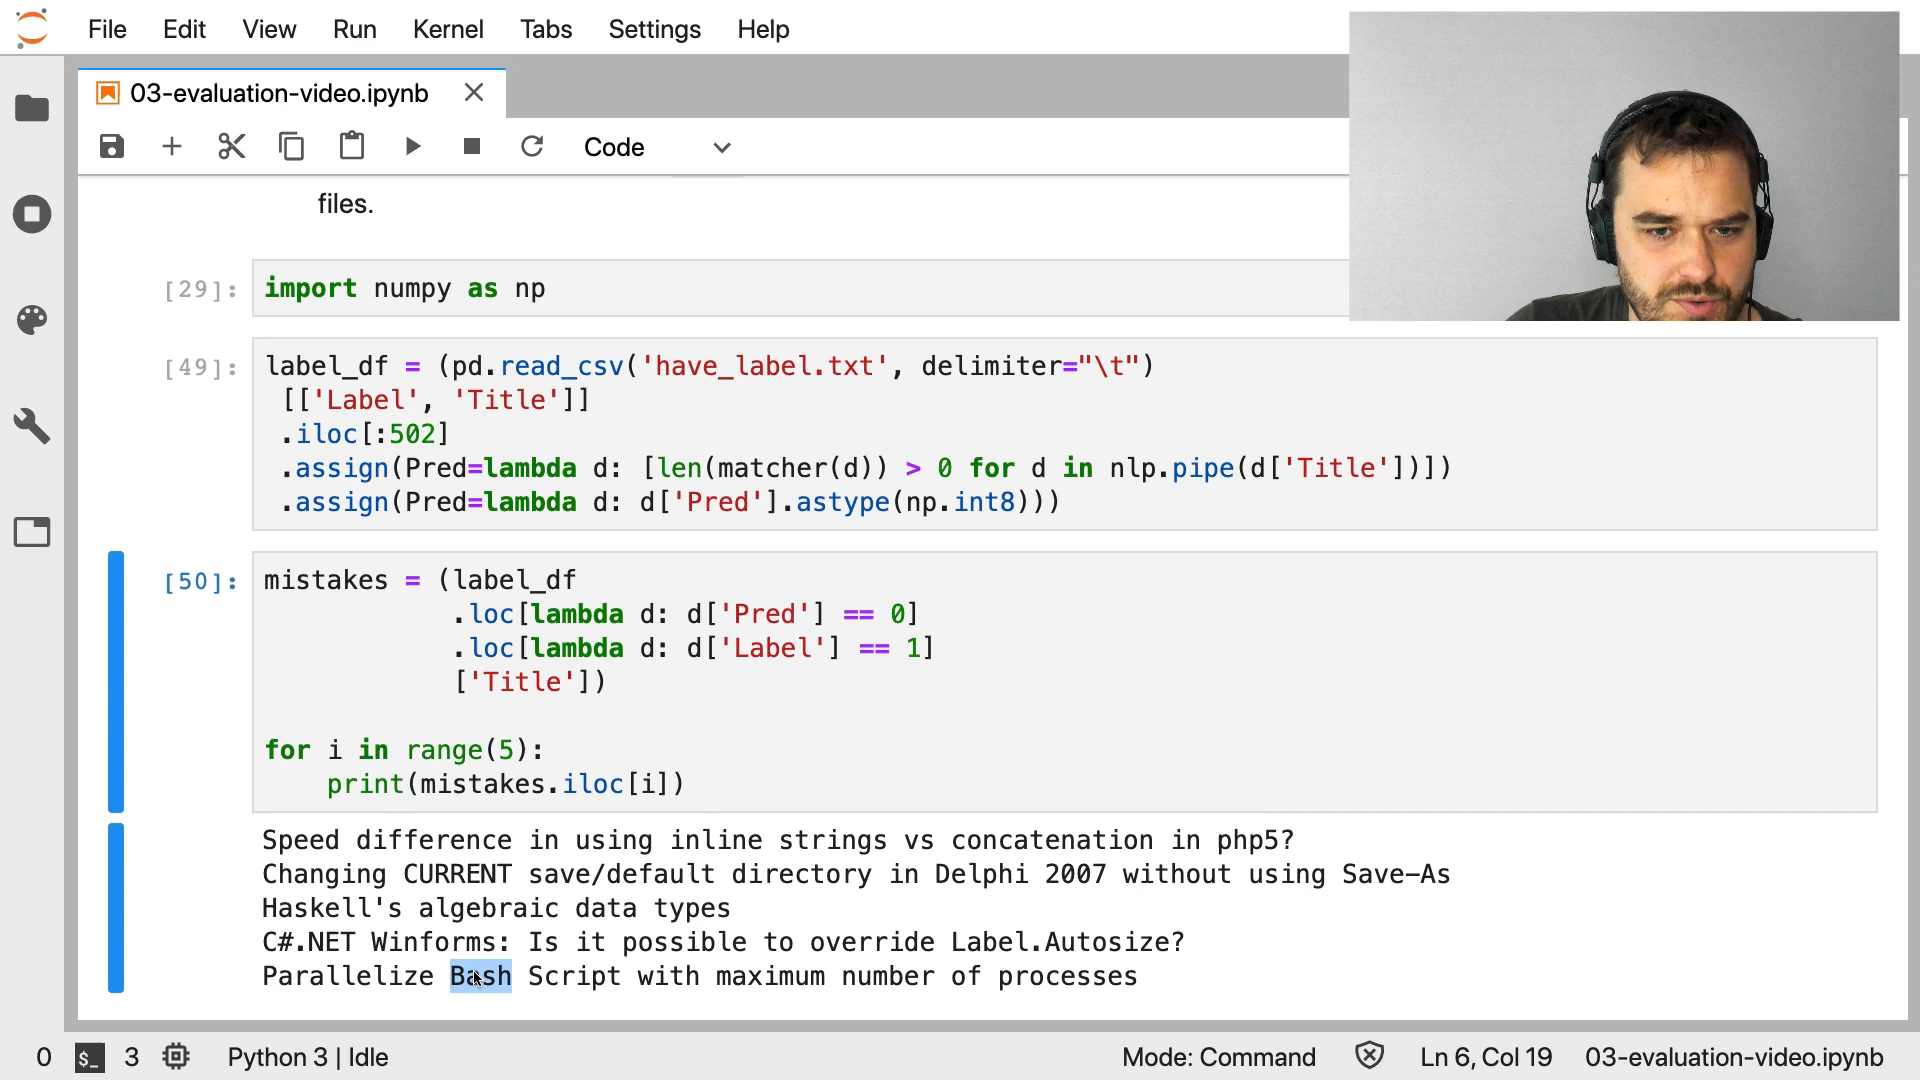 File Edit View Run Kernel Tabs Settings Help
03-evaluation-video.ipynb
Code
files.
[29]: import numpy as np
[49]: label_df = (pd.read_csv('have_label.txt', delimiter="\t")
[['Label', 'Title']]
.iloc[:502]
.assign(Pred=lambda d: [len(matcher(d)) > 0 for d in nlp.pipe(d['Title'])])
.assign(Pred=lambda d: d['Pred'].astype(np.int8)))
[50]: mistakes = (label_df
.loc[lambda d: d['Pred'] == 0]
.loc[lambda d: d['Label'] == 1]
['Title'])
for i in range(5):
print(mistakes.iloc[i])
Speed difference in using inline strings vs concatenation in php5?
Changing CURRENT save/default directory in Delphi 2007 without using Save-As
Haskell's algebraic data types
C#.NET Winforms: Is it possible to override Label.Autosize?
Parallelize Bash Script with maximum number of processes
0 $_ 3 Python 3 | Idle Mode: Command Ln 6, Col 19 03-evaluation-video.ipynb